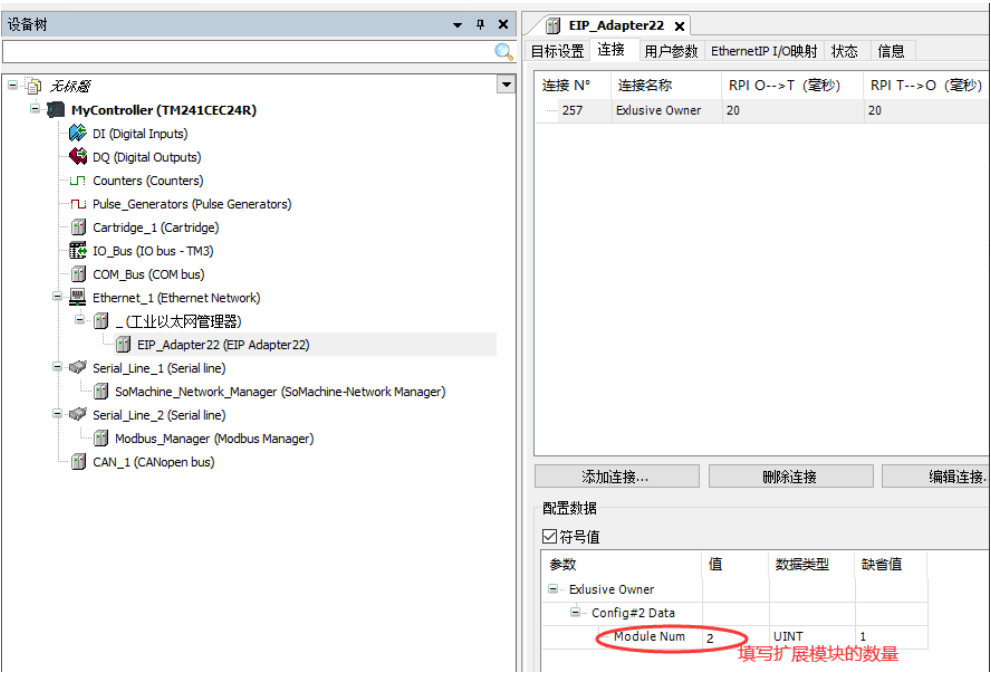 设备树
无标题
MyController (TM241CEC24R)
DI (Digital Inputs)
DQ (Digital Outputs)
Counters (Counters)
Pulse_Generators (Pulse Generators)
Cartridge_1 (Cartridge)
IO_Bus (IO bus - TM3)
COM_Bus (COM bus)
Ethernet_1 (Ethernet Network)
_ (工业以太网管理器)
EIP_Adapter22 (EIP Adapter22)
Serial_Line_1 (Serial line)
SoMachine_Network_Manager (SoMachine-Network Manager)
Serial_Line_2 (Serial line)
Modbus_Manager (Modbus Manager)
CAN_1 (CANopen bus)
EIP_Adapter22
目标设置 连接 用户参数 EthernetIP I/O映射 状态 信息
连接 N° 连接名称 RPI O-->T (毫秒) RPI T-->O (毫秒)
257 Exlusive Owner 20 20
添加连接... 删除连接 编辑连接.
配置数据
符号值
参数 值 数据类型 缺省值
Exlusive Owner
Config#2 Data
Module Num 2 UINT 1
填写扩展模块的数量